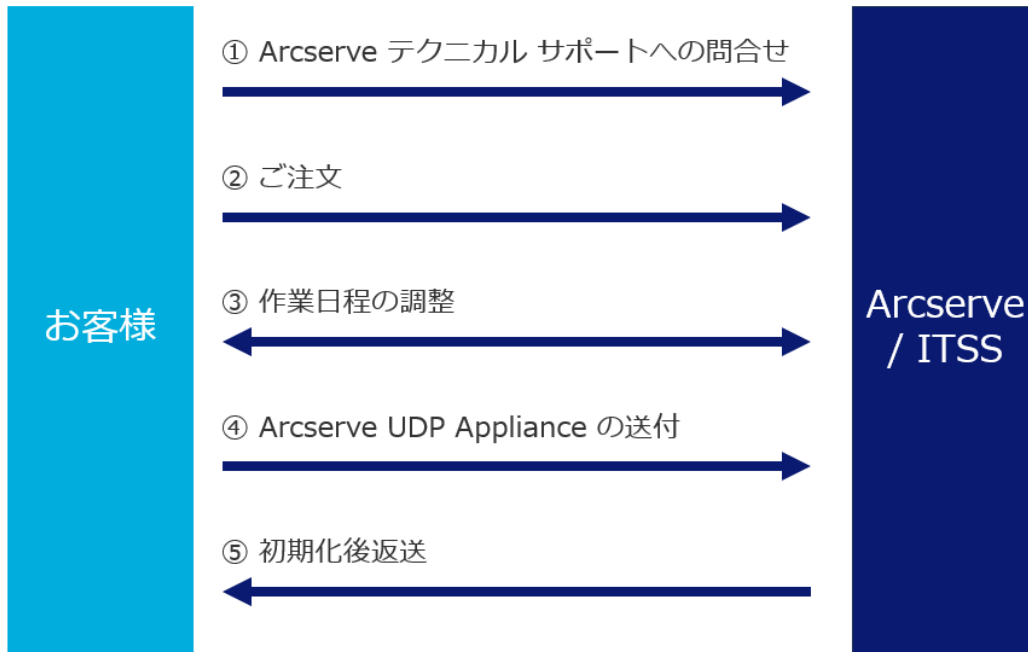 ① Arcserve テクニカル サポートへの問合せ
② ご注文
③ 作業日程の調整
お客様
Arcserve
/ ITSS
④ Arcserve UDP Appliance の送付
⑤ 初期化後返送